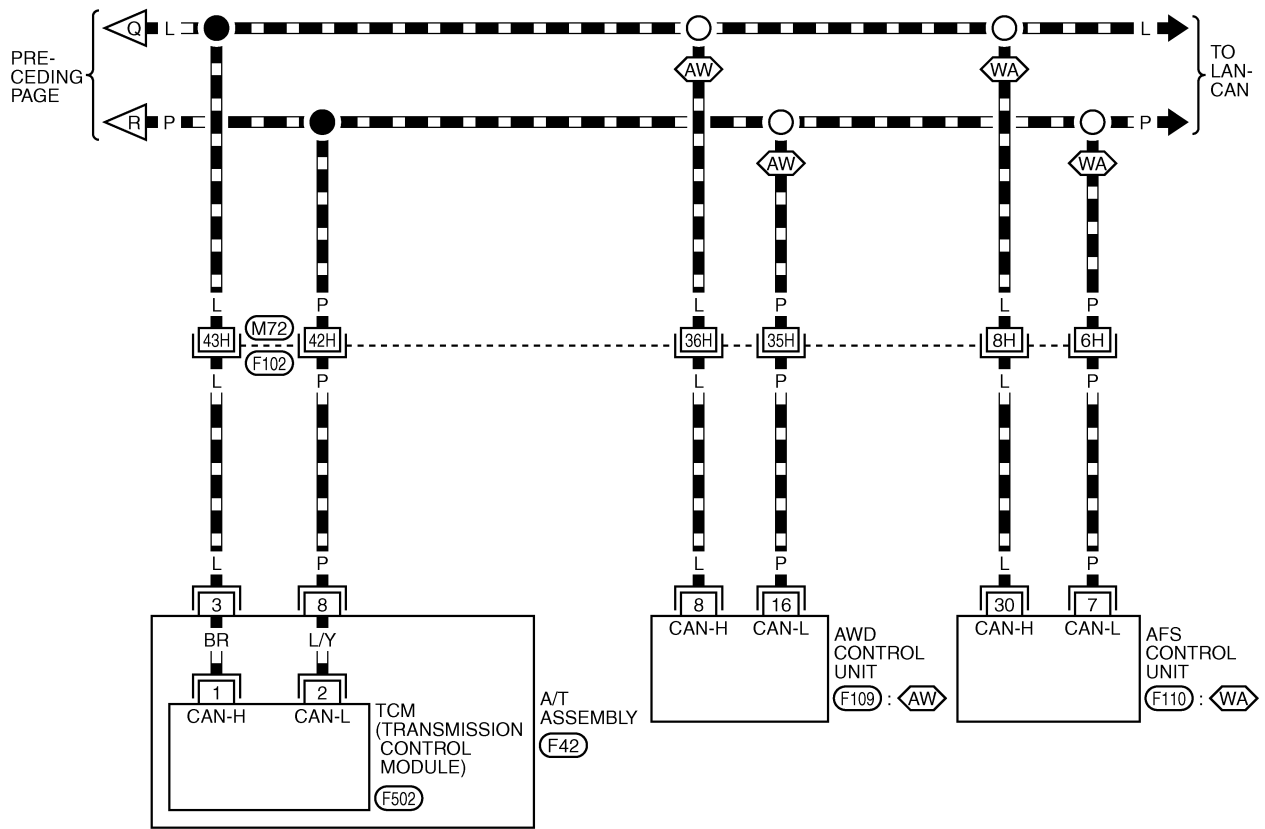 Q L L
PRE-
CEDING
PAGE
AW WA
TO
LAN-
CAN
R P P
AW WA
L P L P L P
43H M72 42H 36H 35H 8H 6H
F102
L P L P L P
L P L P L P
3 8 8 16 30 7
BR L/Y
CAN-H CAN-L
CAN-H CAN-L
AWD
CONTROL
UNIT
F109 : AW
AFS
CONTROL
UNIT
F110 : WA
1 2
CAN-H CAN-L
TCM
(TRANSMISSION
CONTROL
MODULE)
F502
A/T
ASSEMBLY
F42